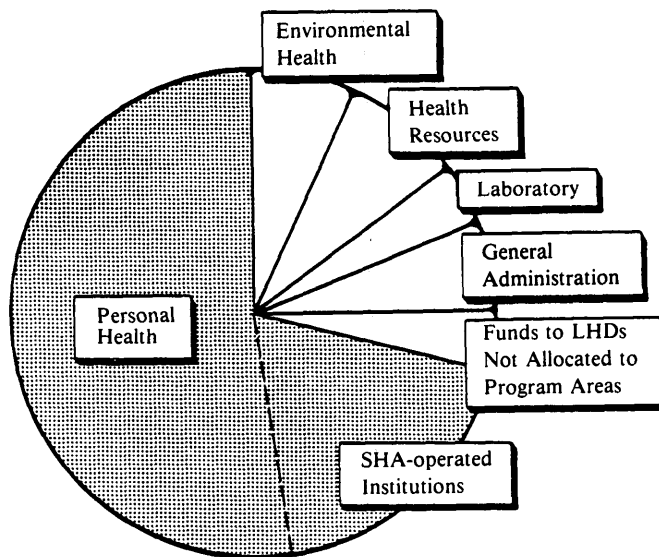 Environmental
Health
Health
Resources
Laboratory
General
Administration
Personal
Health
Funds to LHDs
Not Allocated to
Program Areas
SHA-operated
Institutions